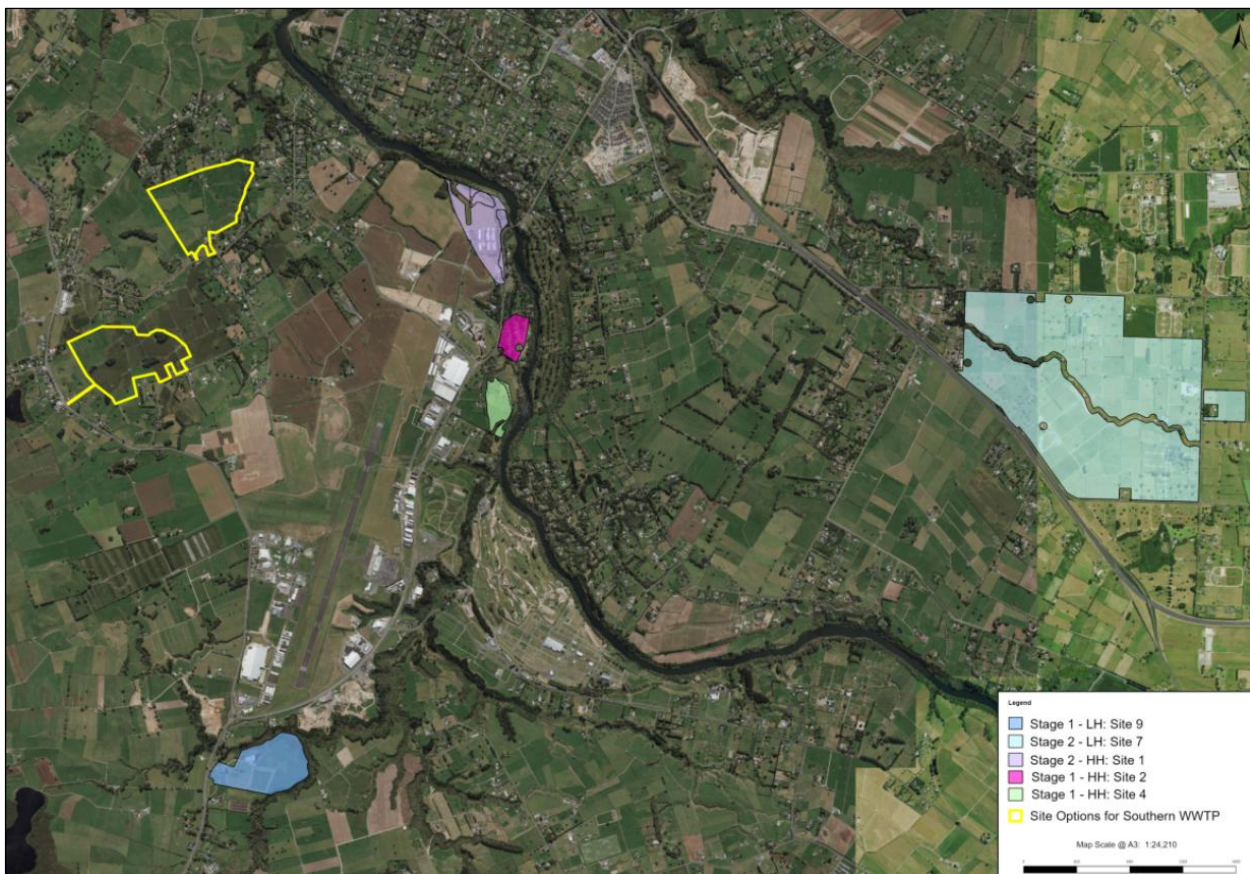 N
Legend
Stage 1 - LH: Site 9
Stage 2 - LH: Site 7
Stage 2 - HH: Site 1
Stage 1 - HH: Site 2
Stage 1 - HH: Site 4
Site Options for Southern WWTP
Map Scale @ A3: 1:24,210